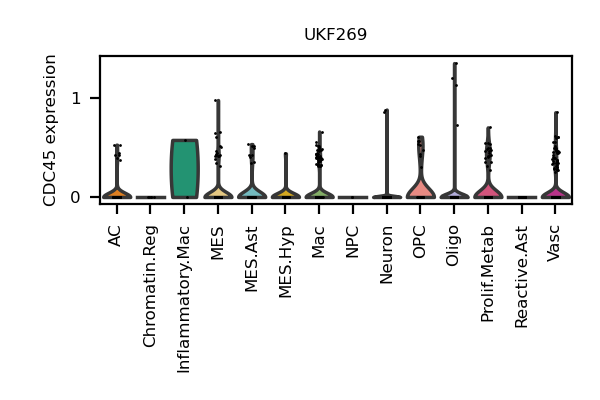 UKF269
CDC45 expression
1
0
AC
Chromatin.Reg
Inflammatory.Mac
MES
MES.Ast
MES.Hyp
Mac
NPC
Neuron
OPC
Oligo
Prolif.Metab
Reactive.Ast
Vasc